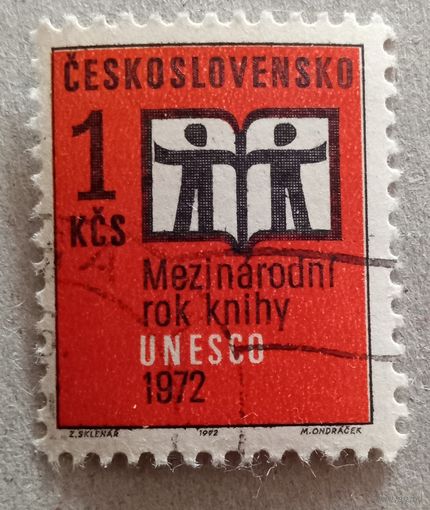 ČESKOSLOVENSKO
1
KČS
Mezinárodní
rok knihy
UNESCO
1972
Z. SKLENÁŘ 1972 M. ONDRÁČEK